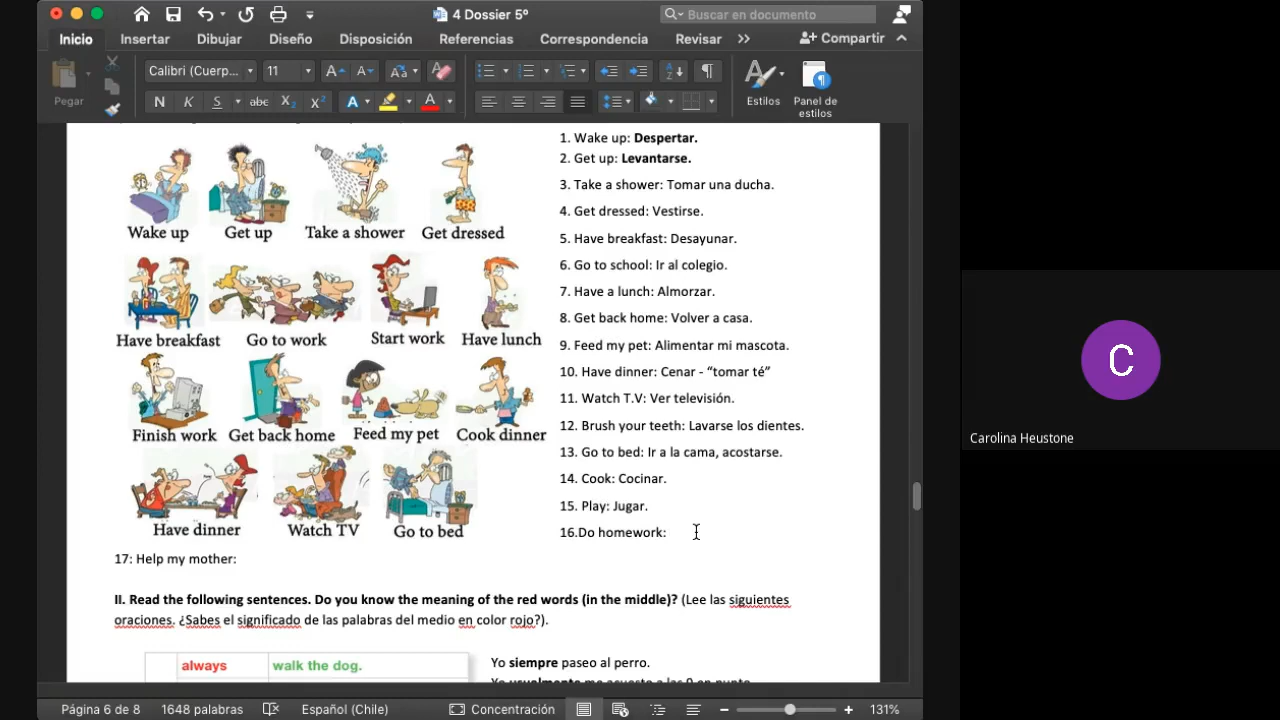 4 Dossier 5º
Buscar en documento
Inicio
Insertar
Dibujar
Diseño
Disposición
Referencias
Correspondencia
Revisar
Compartir
Pegar
Calibri (Cuerp...
11
N K S abc X₂ X²
Estilos
Panel de
estilos
Wake up
Get up
Take a shower
Get dressed
Have breakfast
Go to work
Start work
Have lunch
Finish work
Get back home
Feed my pet
Cook dinner
Have dinner
Watch TV
Go to bed
1. Wake up: Despertar.
2. Get up: Levantarse.
3. Take a shower: Tomar una ducha.
4. Get dressed: Vestirse.
5. Have breakfast: Desayunar.
6. Go to school: Ir al colegio.
7. Have a lunch: Almorzar.
8. Get back home: Volver a casa.
9. Feed my pet: Alimentar mi mascota.
10. Have dinner: Cenar - “tomar té”
11. Watch T.V: Ver televisión.
12. Brush your teeth: Lavarse los dientes.
13. Go to bed: Ir a la cama, acostarse.
14. Cook: Cocinar.
15. Play: Jugar.
16.Do homework:
17: Help my mother:
II. Read the following sentences. Do you know the meaning of the red words (in the middle)? (Lee las siguientes
oraciones. ¿Sabes el significado de las palabras del medio en color rojo?).
always
walk the dog.
Yo siempre paseo al perro.
Página 6 de 8
1648 palabras
Español (Chile)
Concentración
131%
C
Carolina Heustone